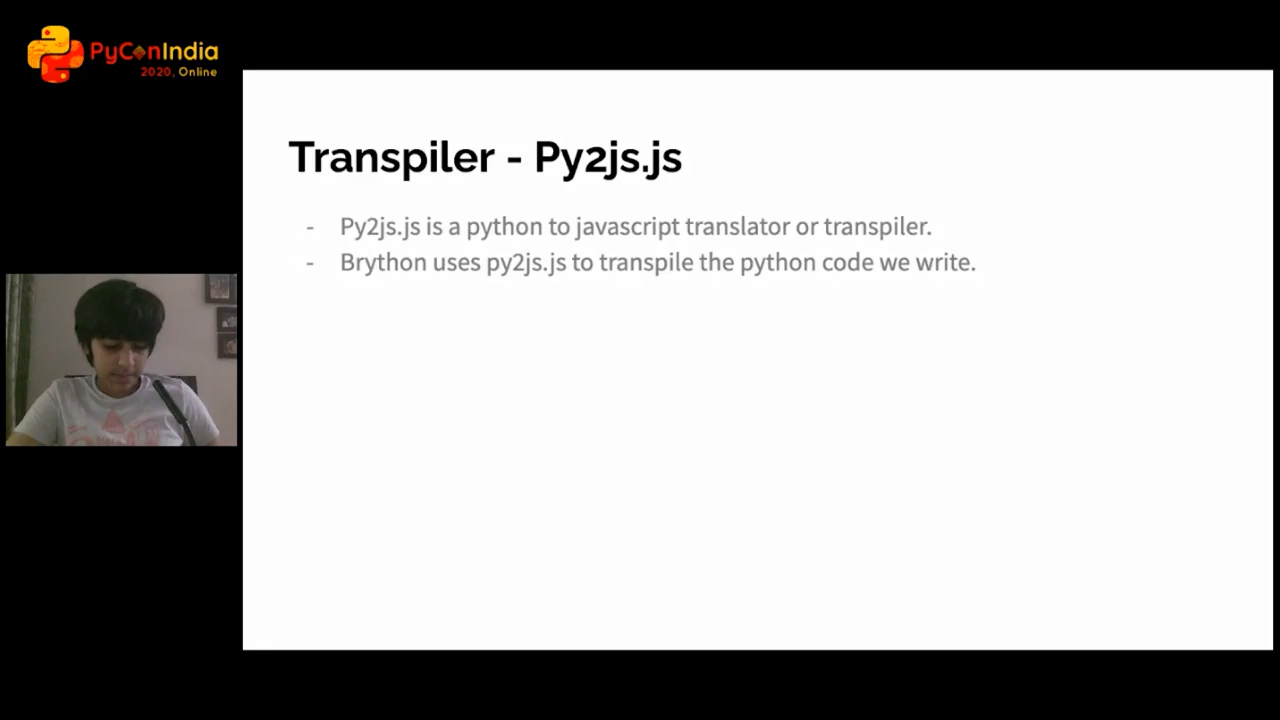 PyConIndia
2020, Online
Transpiler - Py2js.js
- Py2js.js is a python to javascript translator or transpiler.
- Brython uses py2js.js to transpile the python code we write.